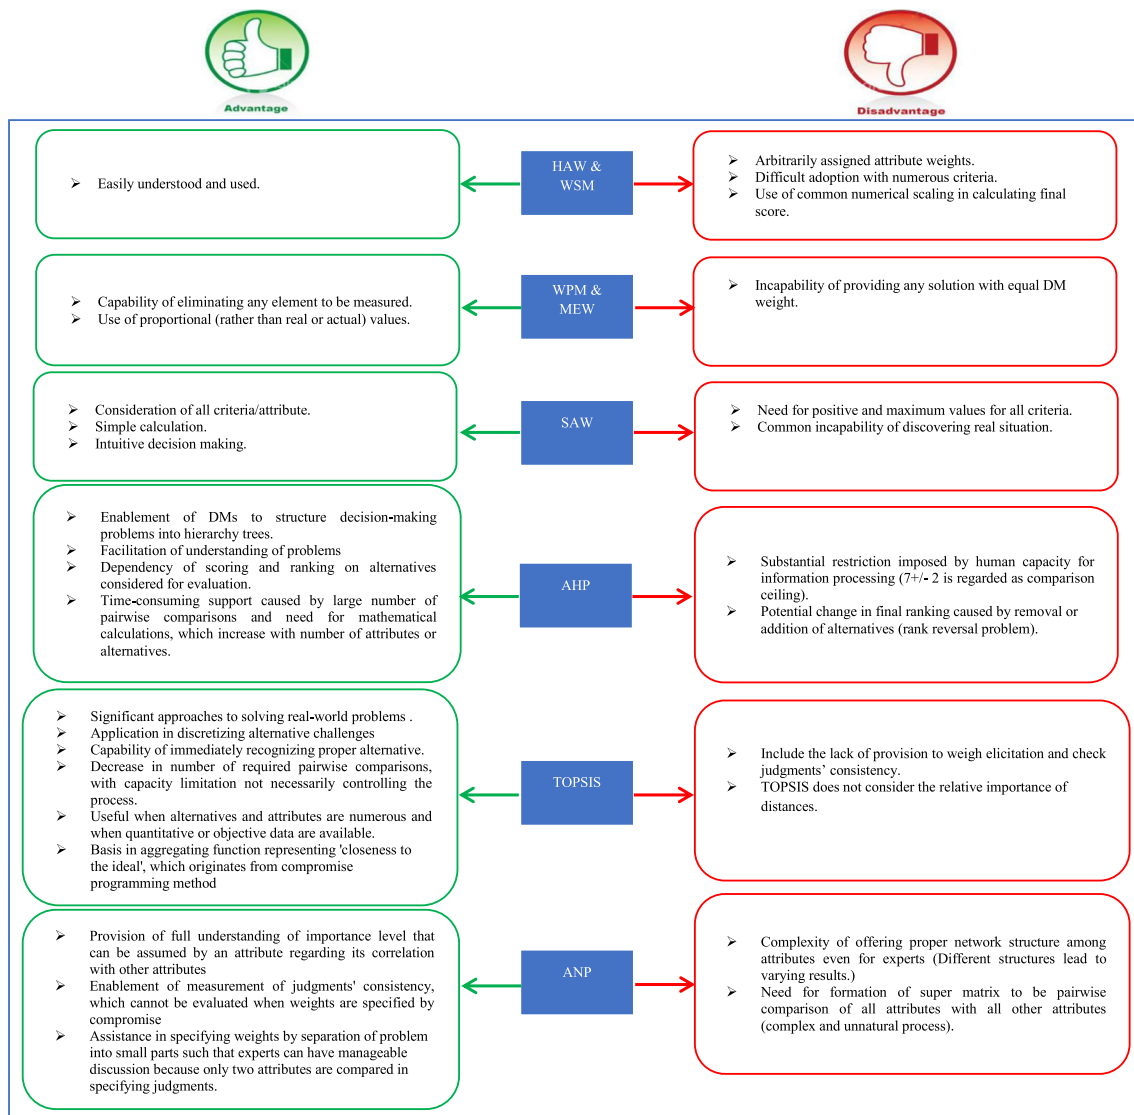 Advantage
Disadvantage
➢ Easily understood and used.
HAW &
WSM
➢ Arbitrarily assigned attribute weights.
➢ Difficult adoption with numerous criteria.
➢ Use of common numerical scaling in calculating final
score.
➢ Capability of eliminating any element to be measured.
➢ Use of proportional (rather than real or actual) values.
WPM &
MEW
➢ Incapability of providing any solution with equal DM
weight.
➢ Consideration of all criteria/attribute.
➢ Simple calculation.
➢ Intuitive decision making.
SAW
➢ Need for positive and maximum values for all criteria.
➢ Common incapability of discovering real situation.
➢ Enablement of DMs to structure decision-making
problems into hierarchy trees.
➢ Facilitation of understanding of problems
➢ Dependency of scoring and ranking on alternatives
considered for evaluation.
➢ Time-consuming support caused by large number of
pairwise comparisons and need for mathematical
calculations, which increase with number of attributes or
alternatives.
AHP
➢ Substantial restriction imposed by human capacity for
information processing (7+/- 2 is regarded as comparison
ceiling).
➢ Potential change in final ranking caused by removal or
addition of alternatives (rank reversal problem).
➢ Significant approaches to solving real-world problems .
➢ Application in discretizing alternative challenges
➢ Capability of immediately recognizing proper alternative.
➢ Decrease in number of required pairwise comparisons,
with capacity limitation not necessarily controlling the
process.
➢ Useful when alternatives and attributes are numerous and
when quantitative or objective data are available.
➢ Basis in aggregating function representing 'closeness to
the ideal', which originates from compromise
programming method
TOPSIS
➢ Include the lack of provision to weigh elicitation and check
judgments’ consistency.
➢ TOPSIS does not consider the relative importance of
distances.
➢ Provision of full understanding of importance level that
can be assumed by an attribute regarding its correlation
with other attributes
➢ Enablement of measurement of judgments' consistency,
which cannot be evaluated when weights are specified by
compromise
➢ Assistance in specifying weights by separation of problem
into small parts such that experts can have manageable
discussion because only two attributes are compared in
specifying judgments.
ANP
➢ Complexity of offering proper network structure among
attributes even for experts (Different structures lead to
varying results.)
➢ Need for formation of super matrix to be pairwise
comparison of all attributes with all other attributes
(complex and unnatural process).